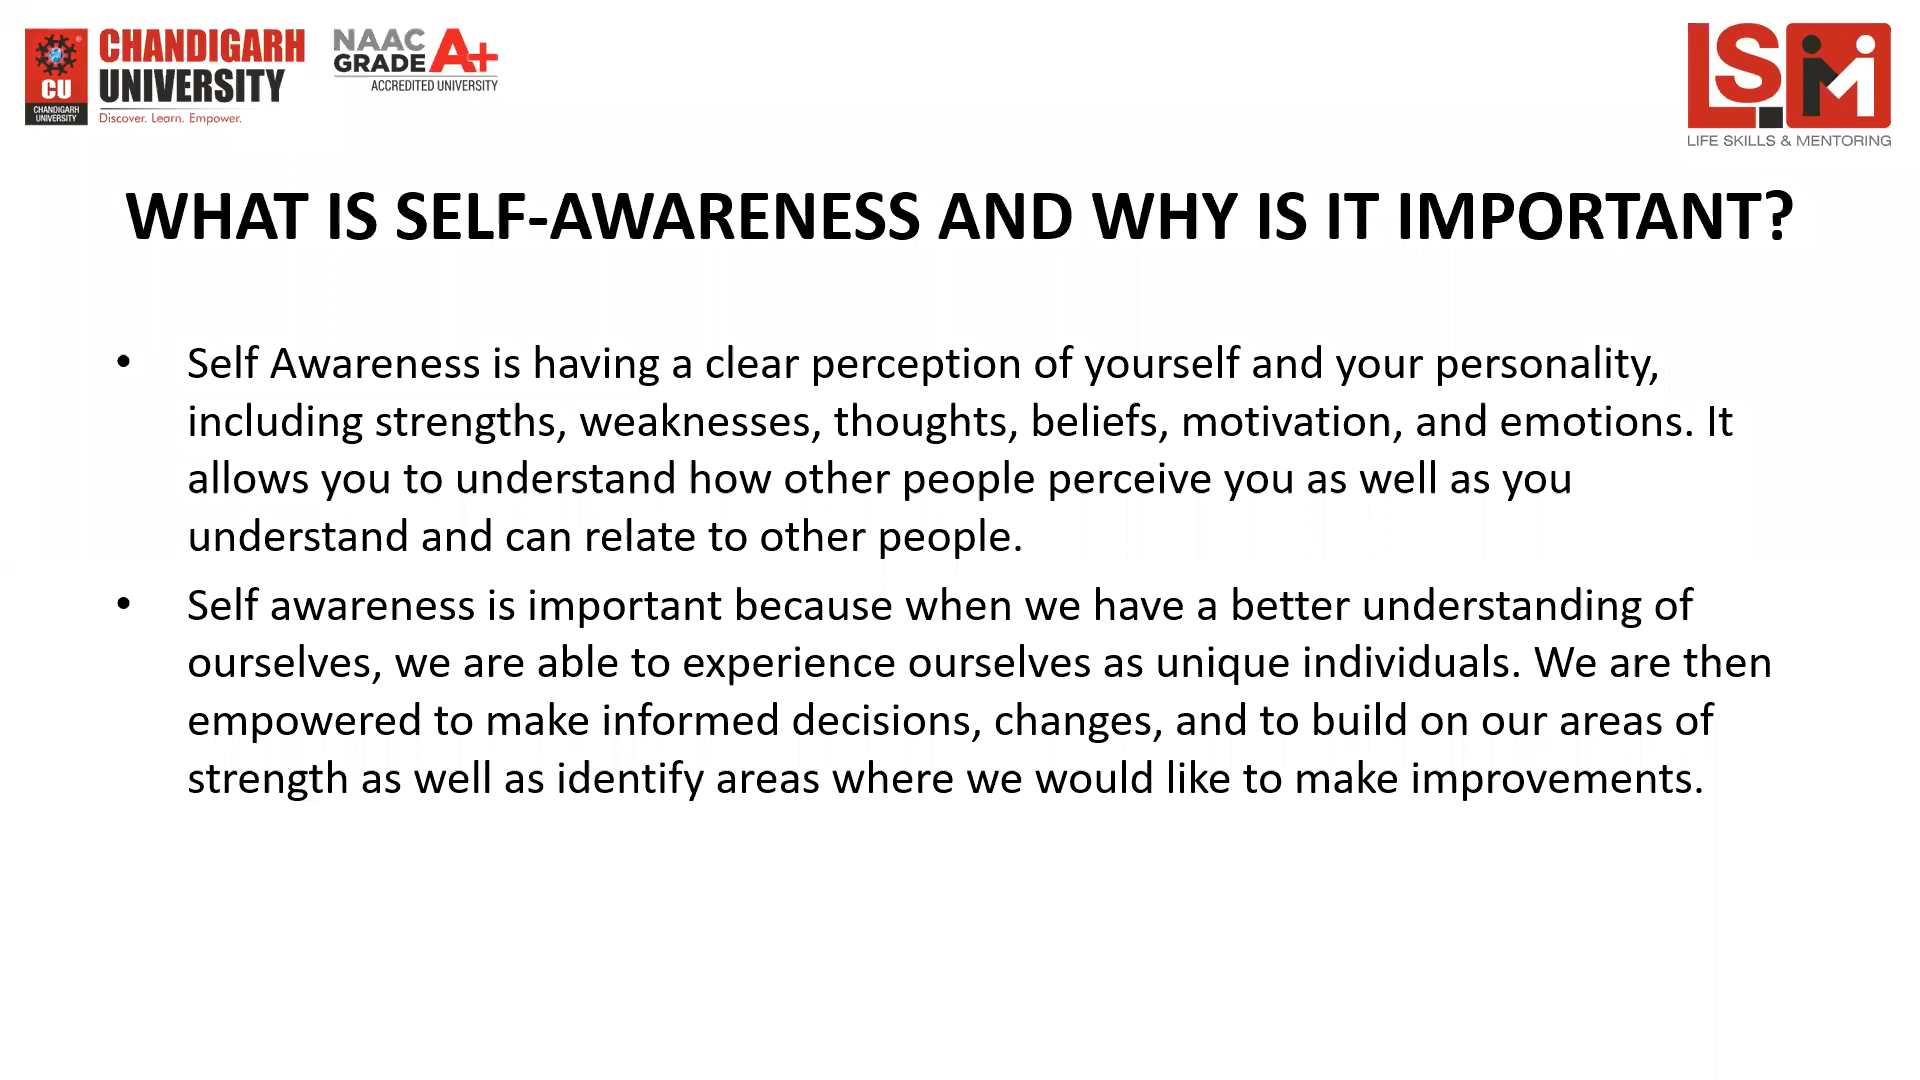 CHANDIGARH
UNIVERSITY
Discover. Learn. Empower.
CU
CHANDIGARH
UNIVERSITY
NAAC
GRADE A+
ACCREDITED UNIVERSITY
LSM
LIFE SKILLS & MENTORING
WHAT IS SELF-AWARENESS AND WHY IS IT IMPORTANT?
• Self Awareness is having a clear perception of yourself and your personality,
including strengths, weaknesses, thoughts, beliefs, motivation, and emotions. It
allows you to understand how other people perceive you as well as you
understand and can relate to other people.
• Self awareness is important because when we have a better understanding of
ourselves, we are able to experience ourselves as unique individuals. We are then
empowered to make informed decisions, changes, and to build on our areas of
strength as well as identify areas where we would like to make improvements.